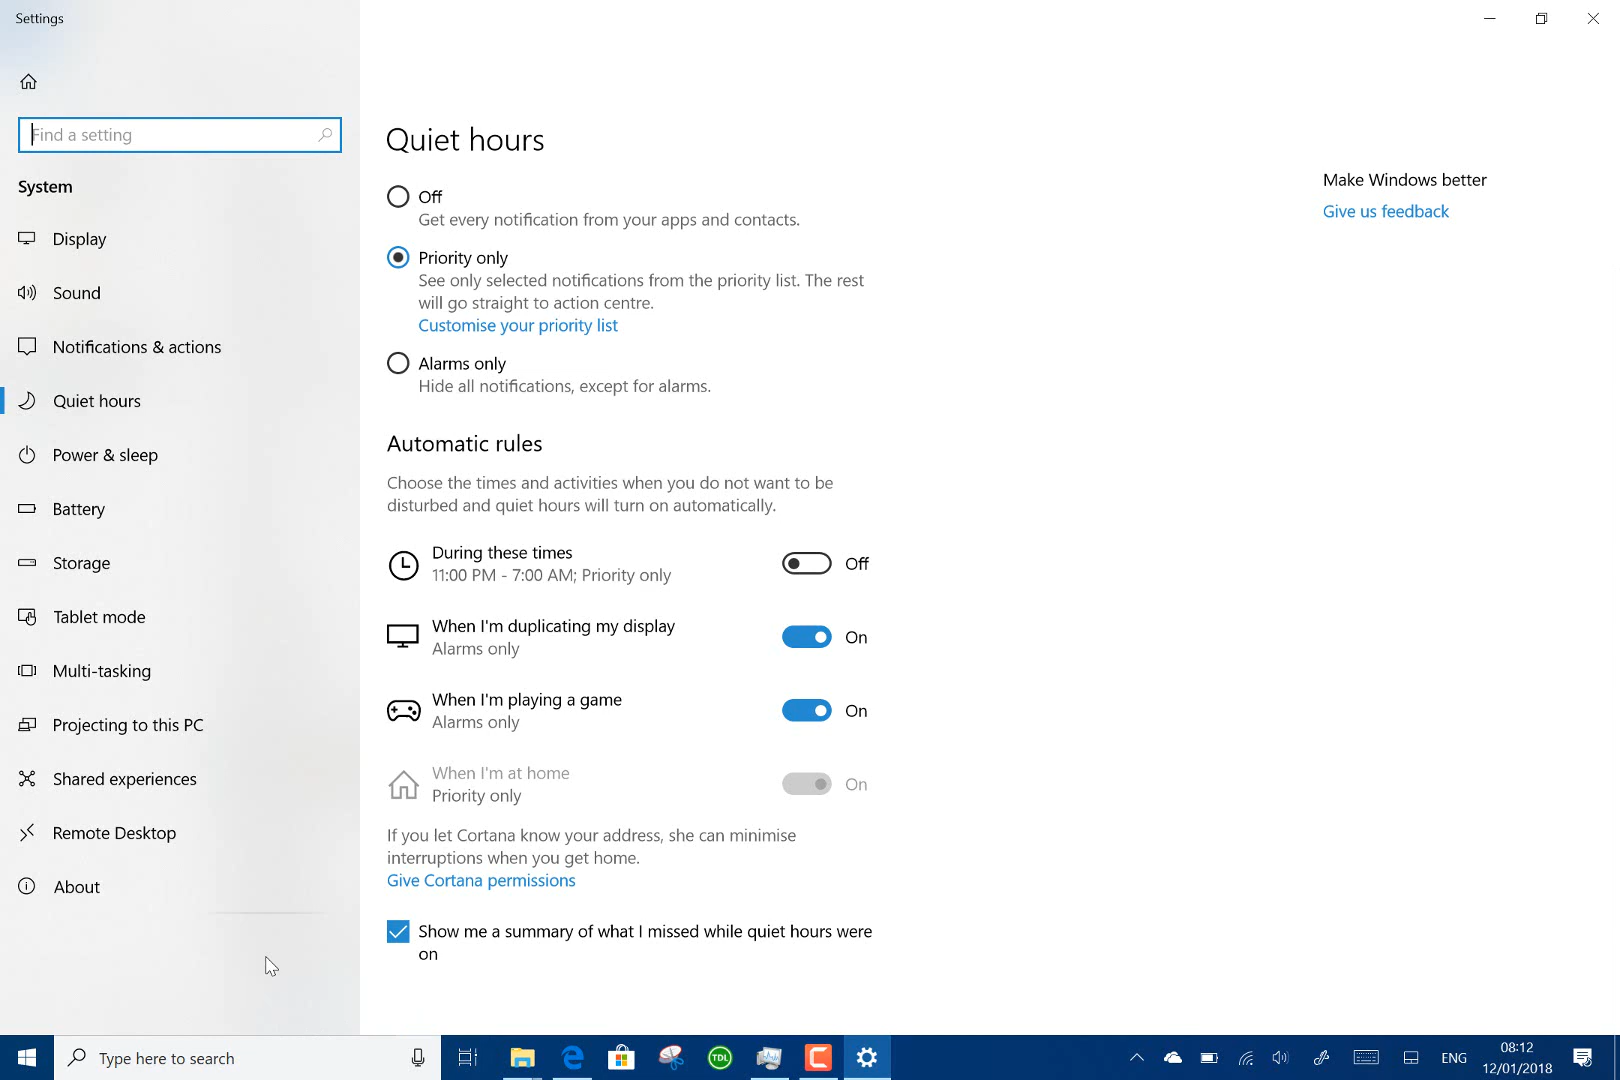 Settings
Find a setting
System
Display
Sound
Notifications & actions
Quiet hours
Power & sleep
Battery
Storage
Tablet mode
Multi-tasking
Projecting to this PC
Shared experiences
Remote Desktop
About
Quiet hours
Off
Get every notification from your apps and contacts.
Priority only
See only selected notifications from the priority list. The rest
will go straight to action centre.
Customise your priority list
Alarms only
Hide all notifications, except for alarms.
Automatic rules
Choose the times and activities when you do not want to be
disturbed and quiet hours will turn on automatically.
During these times
11:00 PM - 7:00 AM; Priority only
Off
When I'm duplicating my display
Alarms only
On
When I'm playing a game
Alarms only
On
When I'm at home
Priority only
On
If you let Cortana know your address, she can minimise
interruptions when you get home.
Give Cortana permissions
Show me a summary of what I missed while quiet hours were
on
Make Windows better
Give us feedback
Type here to search
TDL
ENG
08:12
12/01/2018